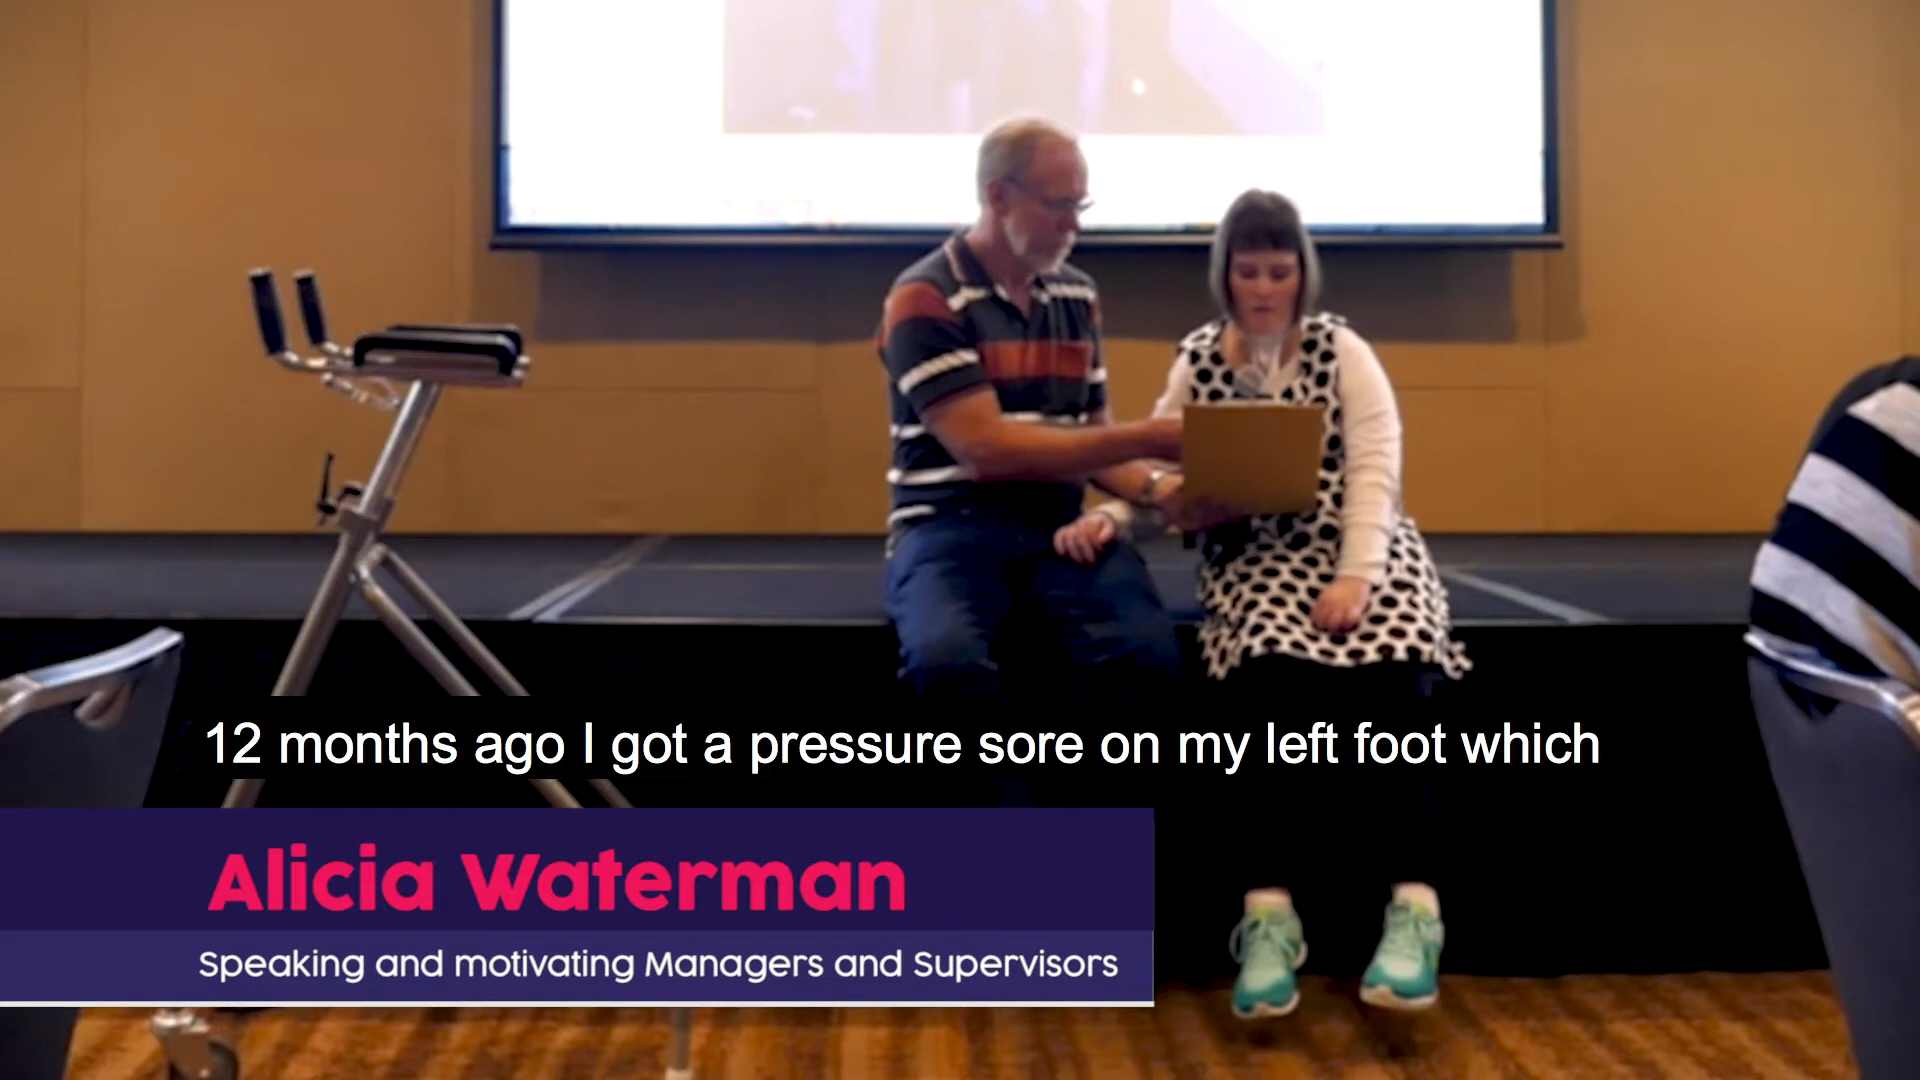 12 months ago I got a pressure sore on my left foot which
Alicia Waterman
Speaking and motivating Managers and Supervisors